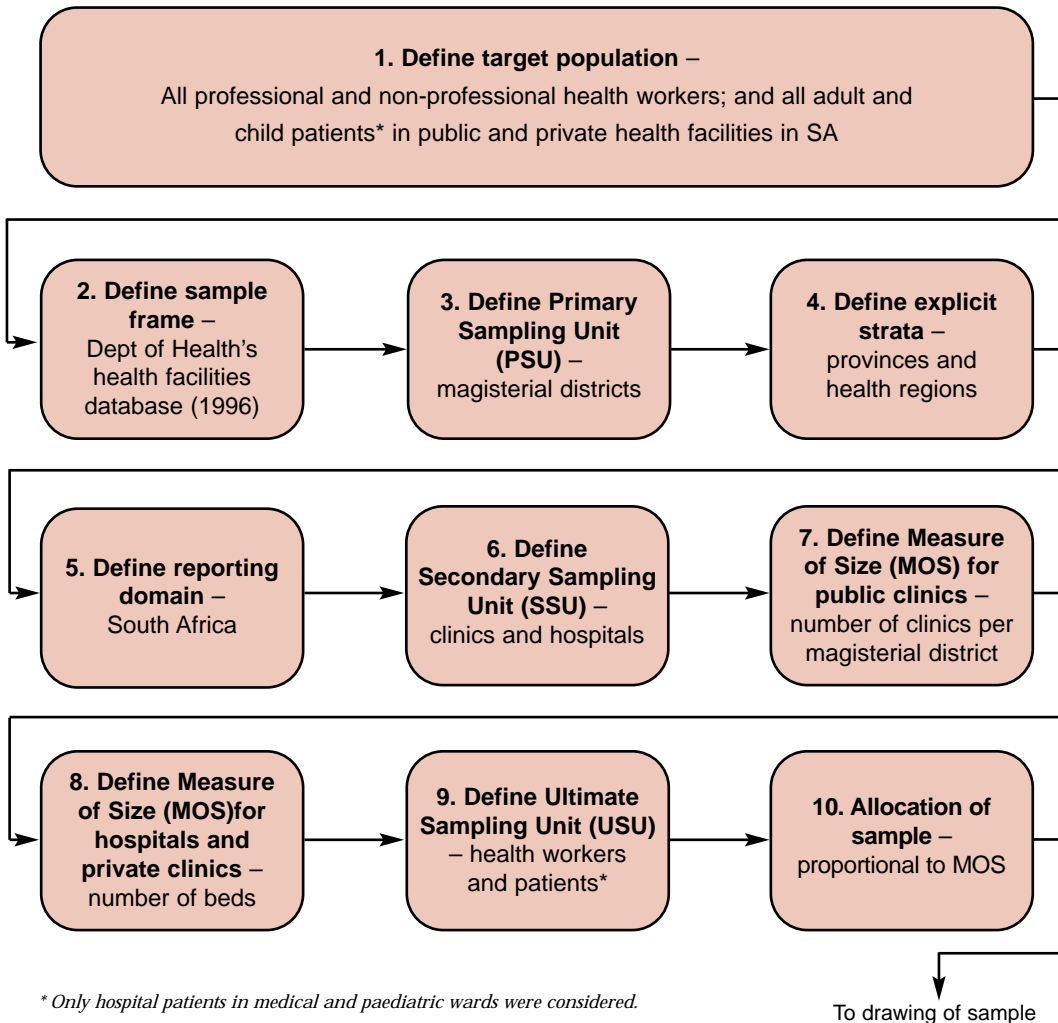 1. Define target population –
All professional and non-professional health workers; and all adult and
child patients* in public and private health facilities in SA
2. Define sample
frame –
Dept of Health's
health facilities
database (1996)
3. Define Primary
Sampling Unit
(PSU) –
magisterial districts
4. Define explicit
strata –
provinces and
health regions
5. Define reporting
domain –
South Africa
6. Define
Secondary Sampling
Unit (SSU) –
clinics and hospitals
7. Define Measure
of Size (MOS) for
public clinics –
number of clinics per
magisterial district
8. Define Measure
of Size (MOS)for
hospitals and
private clinics –
number of beds
9. Define Ultimate
Sampling Unit (USU)
– health workers
and patients*
10. Allocation of
sample –
proportional to MOS
* Only hospital patients in medical and paediatric wards were considered.
To drawing of sample